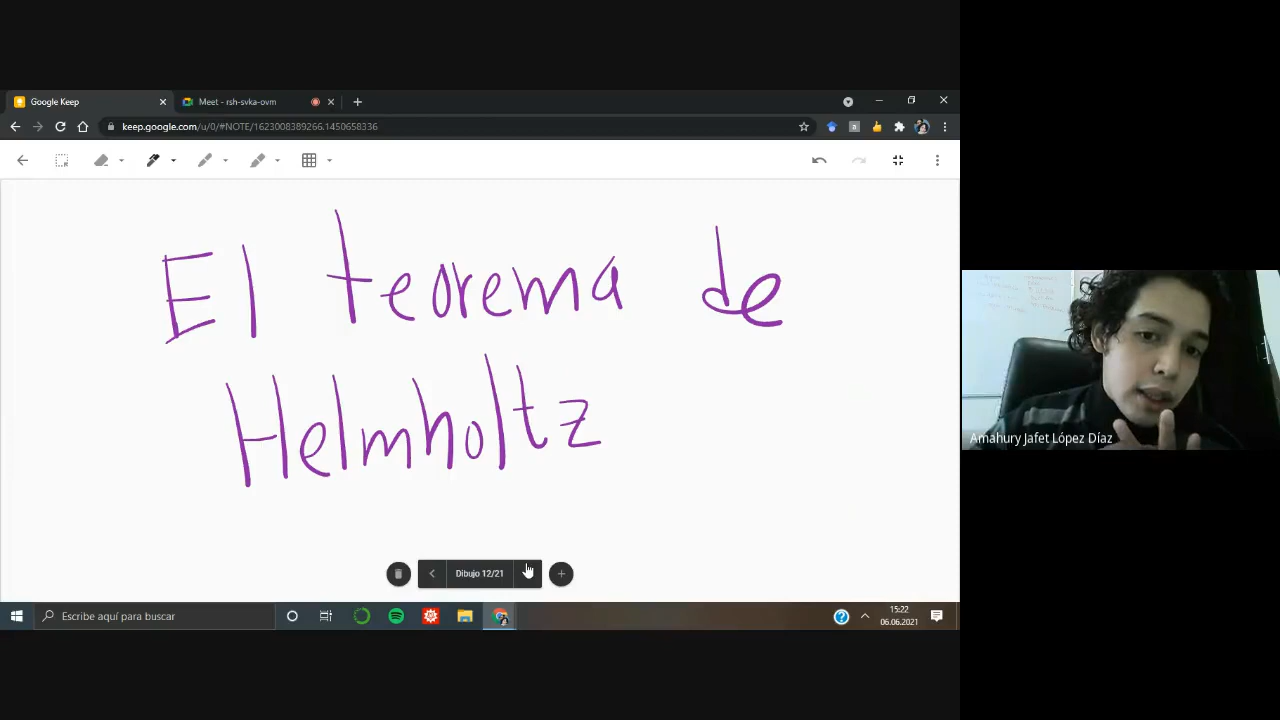 Google Keep
Meet - rsh-svka-ovm
keep.google.com/u/0/#NOTE/1623008389266.1450658336
El teorema de
Helmholtz
Amahury Jafet López Díaz
Dibujo 12/21
Escribe aquí para buscar
15:22
06.06.2021